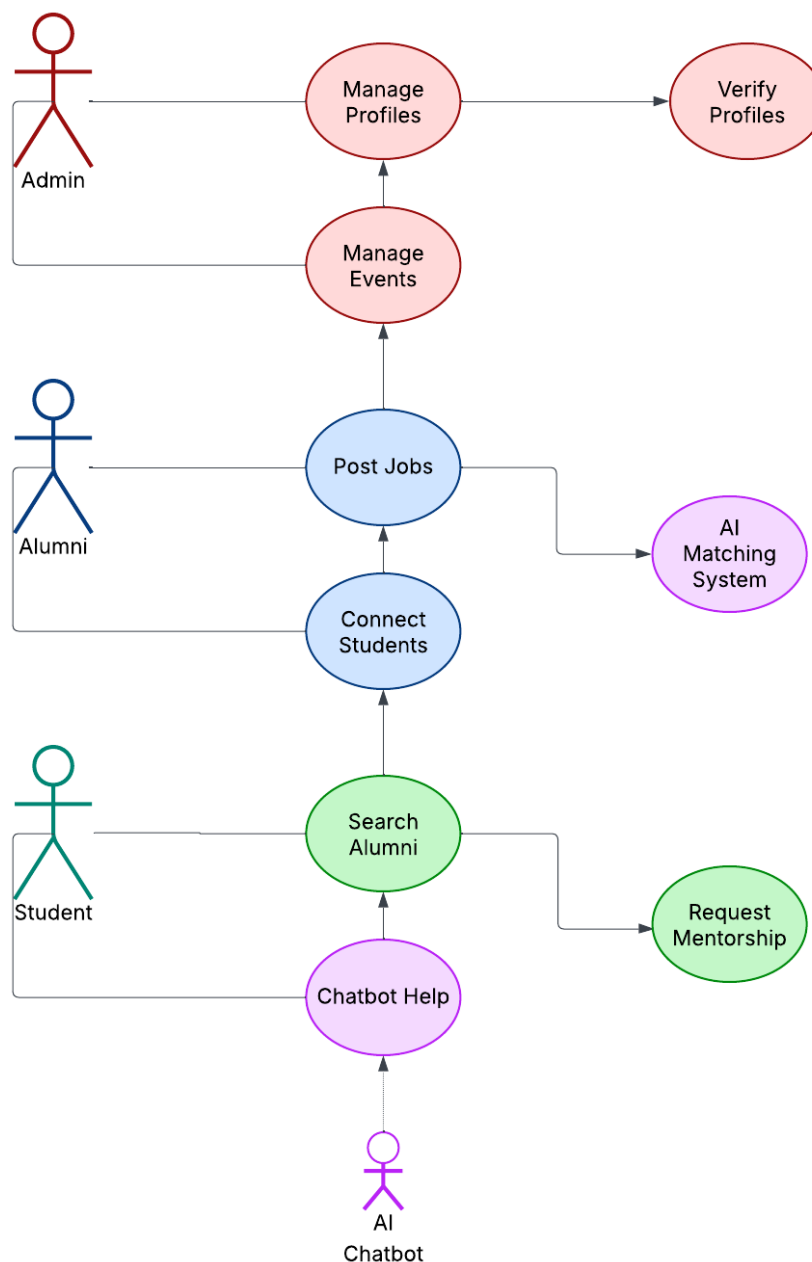 Manage
Profiles
Verify
Profiles
Admin
Manage
Events
Post Jobs
Alumni
AI
Matching
System
Connect
Students
Search
Alumni
Student
Request
Mentorship
Chatbot Help
AI
Chatbot